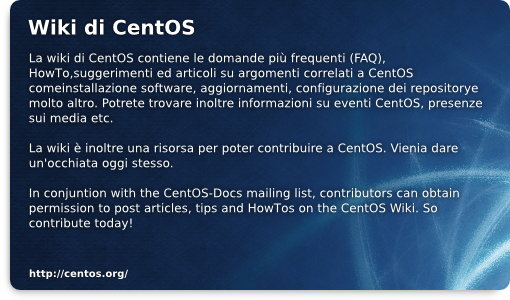 Wiki di CentOS
La wiki di CentOS contiene le domande più frequenti (FAQ),
HowTo,suggerimenti ed articoli su argomenti correlati a CentOS
comeinstallazione software, aggiornamenti, configurazione dei repositorye
molto altro. Potrete trovare inoltre informazioni su eventi CentOS, presenze
sui media etc.
La wiki è inoltre una risorsa per poter contribuire a CentOS. Vienia dare
un'occhiata oggi stesso.
In conjuntion with the CentOS-Docs mailing list, contributors can obtain
permission to post articles, tips and HowTos on the CentOS Wiki. So
contribute today!
http://centos.org/